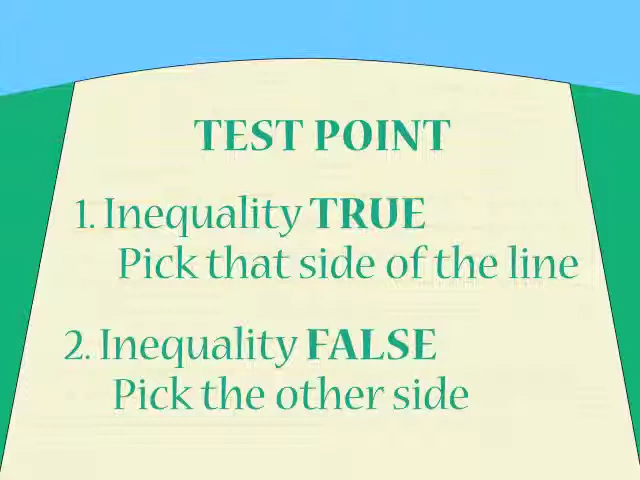 TEST POINT
1. Inequality TRUE
Pick that side of the line
2. Inequality FALSE
Pick the other side